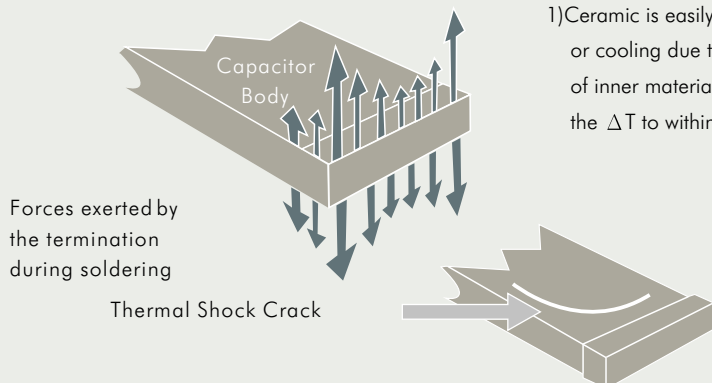 1)Ceramic is easily
or cooling due t
of inner materia
the ΔT to within
Capacitor
Body
Forces exerted by
the termination
during soldering
Thermal Shock Crack